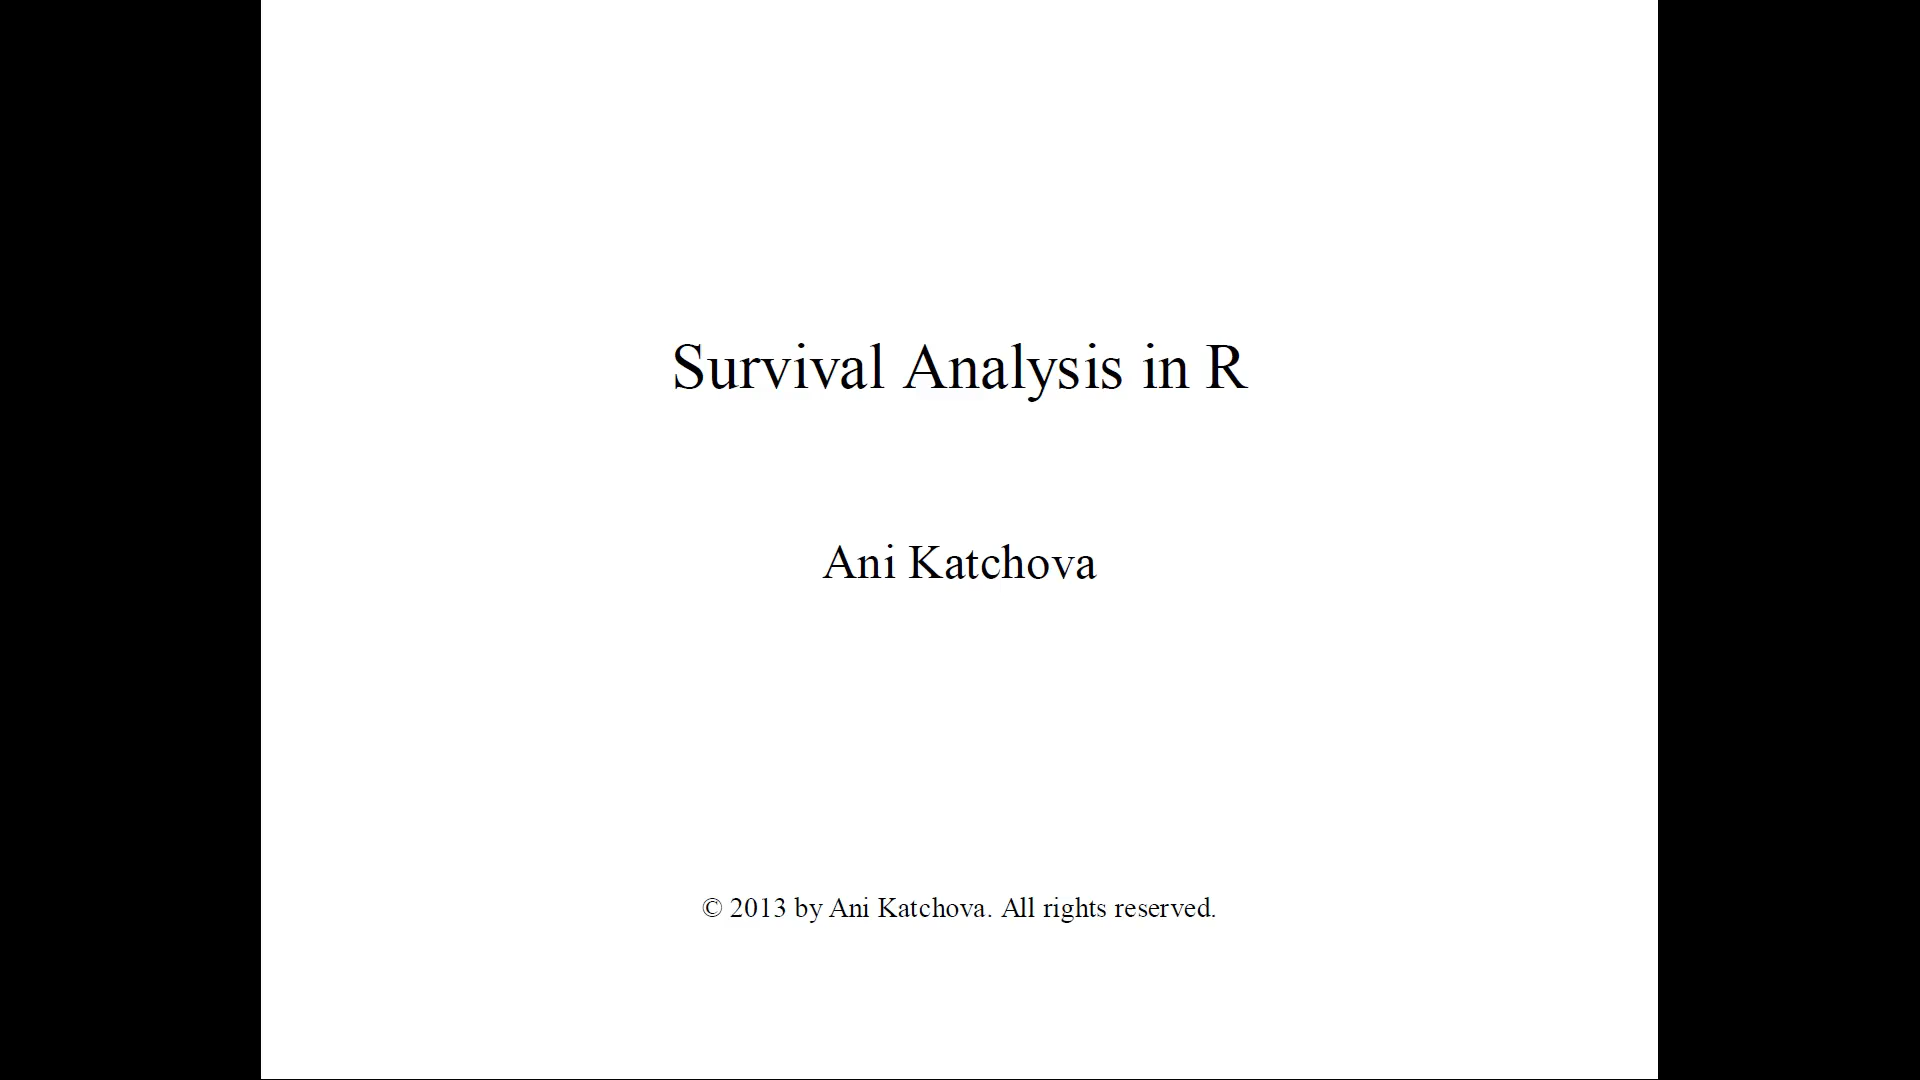 Survival Analysis in R
Ani Katchova
© 2013 by Ani Katchova. All rights reserved.